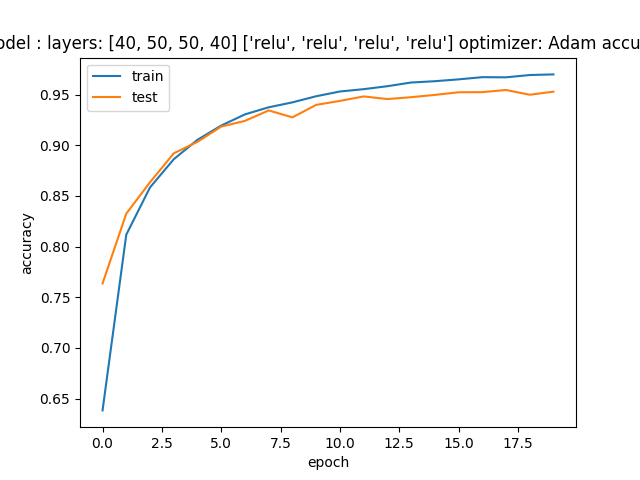 : layers: [40, 50, 50, 40] ['relu', 'relu', 'relu', 'relu'] optimizer: Adam
train
test
0.95
0.90
0.85
0.80
0.75
0.70
0.65
accuracy
0.0 2.5 5.0 7.5 10.0 12.5 15.0 17.5
epoch